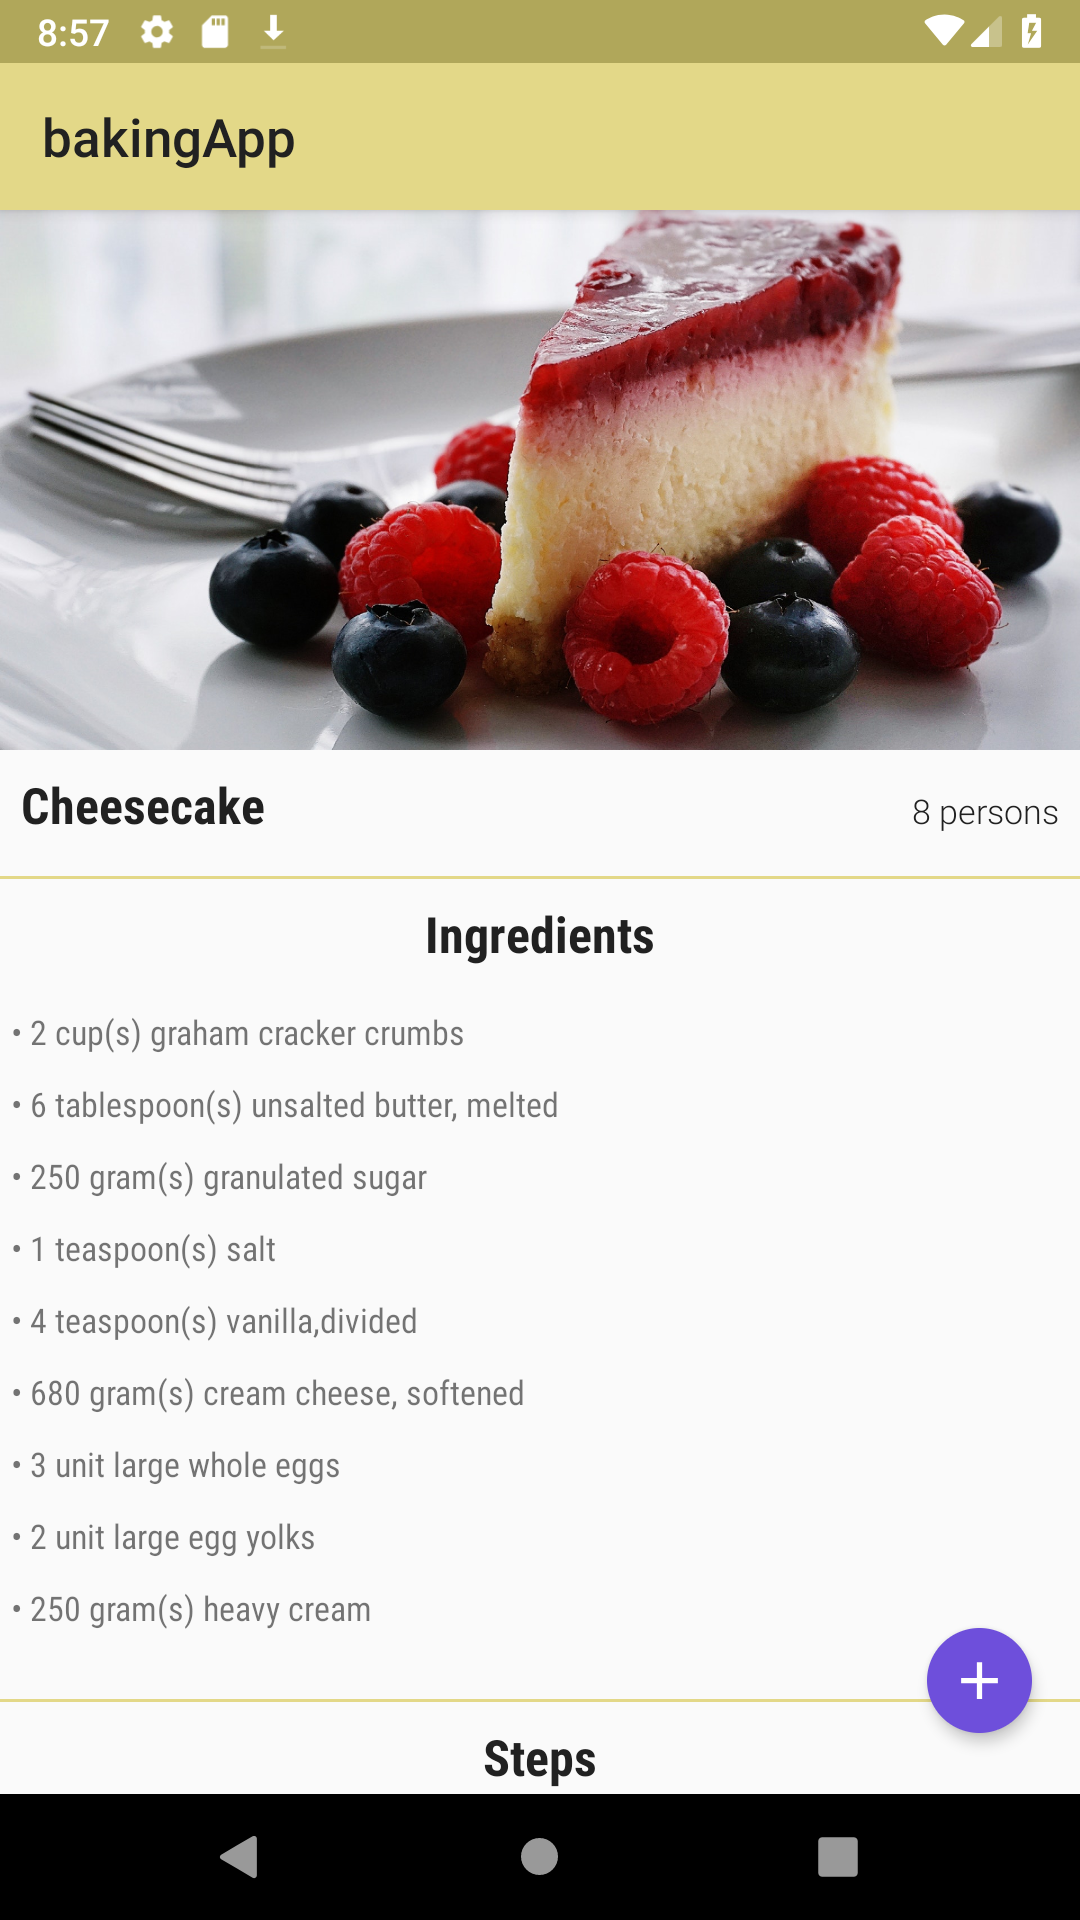 8:57
bakingApp
Cheesecake
8 persons
Ingredients
• 2 cup(s) graham cracker crumbs
• 6 tablespoon(s) unsalted butter, melted
• 250 gram(s) granulated sugar
• 1 teaspoon(s) salt
• 4 teaspoon(s) vanilla,divided
• 680 gram(s) cream cheese, softened
• 3 unit large whole eggs
• 2 unit large egg yolks
• 250 gram(s) heavy cream
Steps